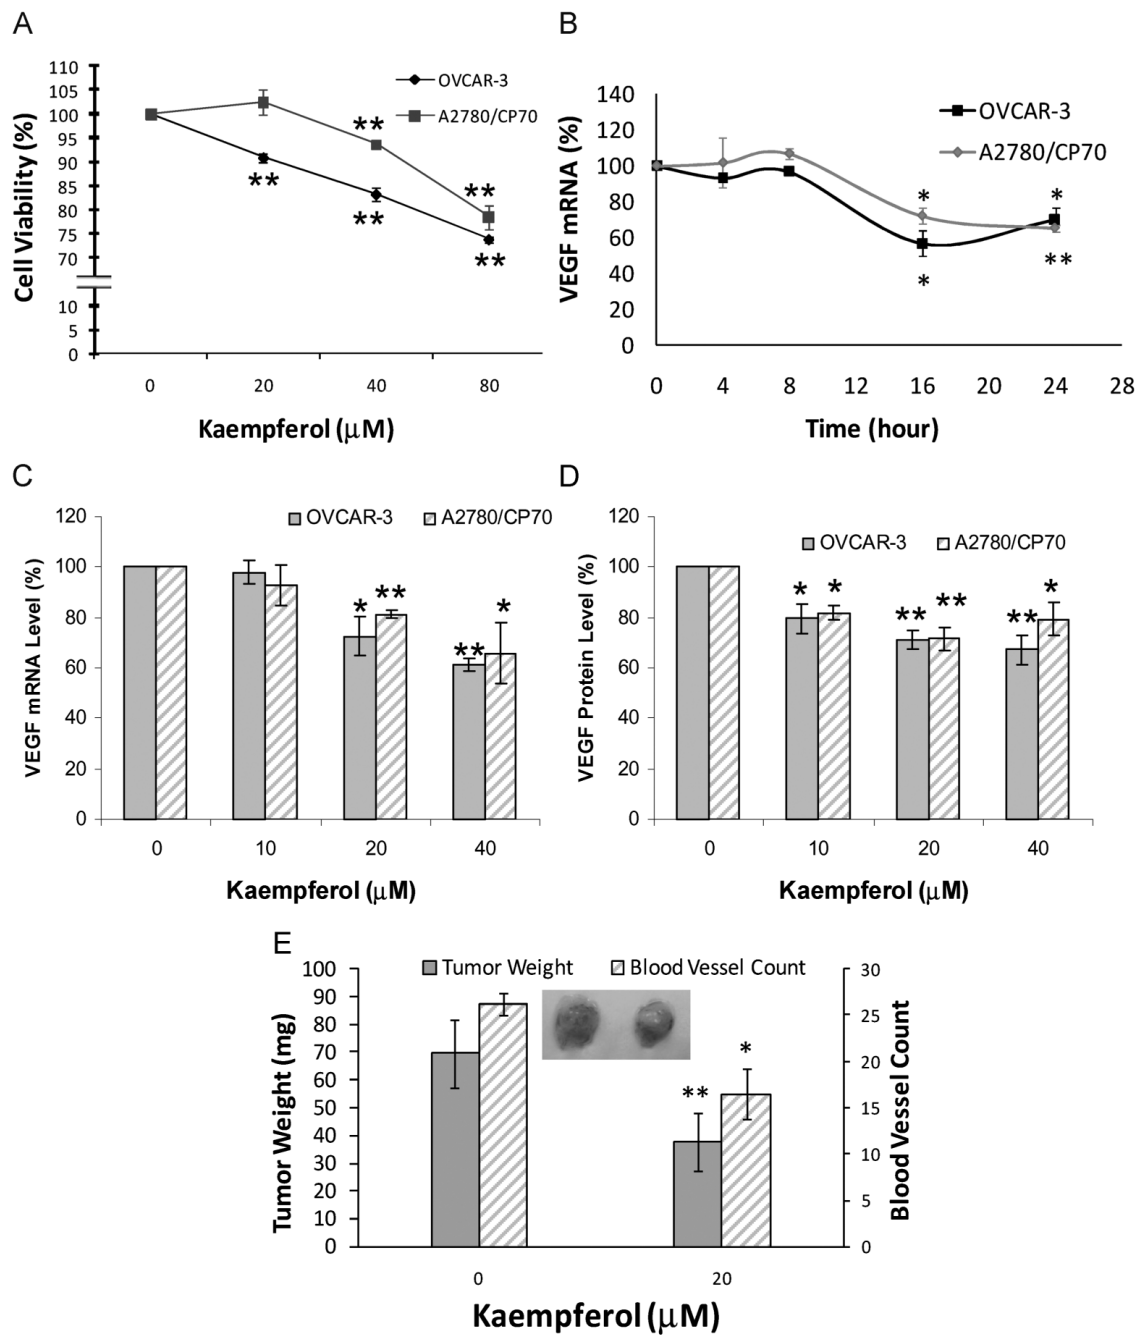 A
Cell Viability (%)
110
105
100
95
90
85
80
75
70
10
5
0
OVCAR-3
A2780/CP70
**
**
**
**
**
0 20 40 80
Kaempferol (μM)
B
VEGF mRNA (%)
140
120
100
80
60
40
20
0
OVCAR-3
A2780/CP70
*
*
*
**
0 4 8 12 16 20 24 28
Time (hour)
C
VEGF mRNA Level (%)
120
100
80
60
40
20
0
OVCAR-3 A2780/CP70
* ** ** *
0 10 20 40
Kaempferol (μM)
D
VEGF Protein Level (%)
120
100
80
60
40
20
0
OVCAR-3 A2780/CP70
* * ** ** ** *
0 10 20 40
Kaempferol (μM)
E
Tumor Weight (mg)
100
90
80
70
60
50
40
30
20
10
0
Tumor Weight Blood Vessel Count
** *
30
25
20
15
10
5
0
Blood Vessel Count
0 20
Kaempferol (μM)